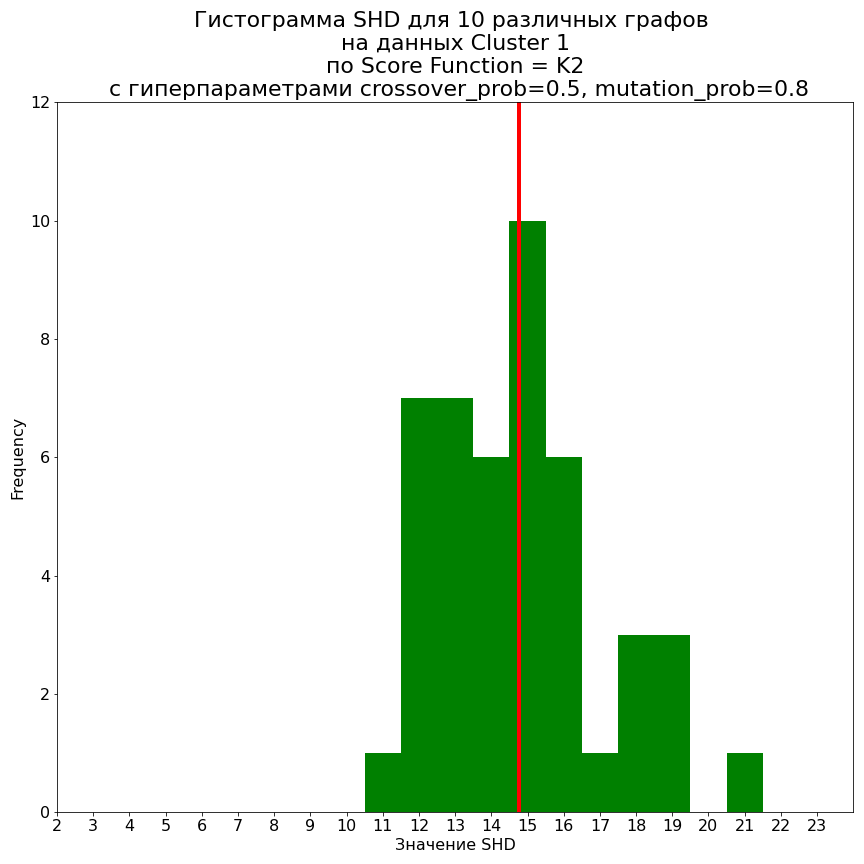 Гистограмма SHD для 10 различных графов
на данных Cluster 1
по Score Function = K2
с гиперпараметрами crossover_prob=0.5, mutation_prob=0.8
12
10
8
6
4
2
0
Frequency
2 3 4 5 6 7 8 9 10 11 12 13 14 15 16 17 18 19 20 21 22 23
Значение SHD